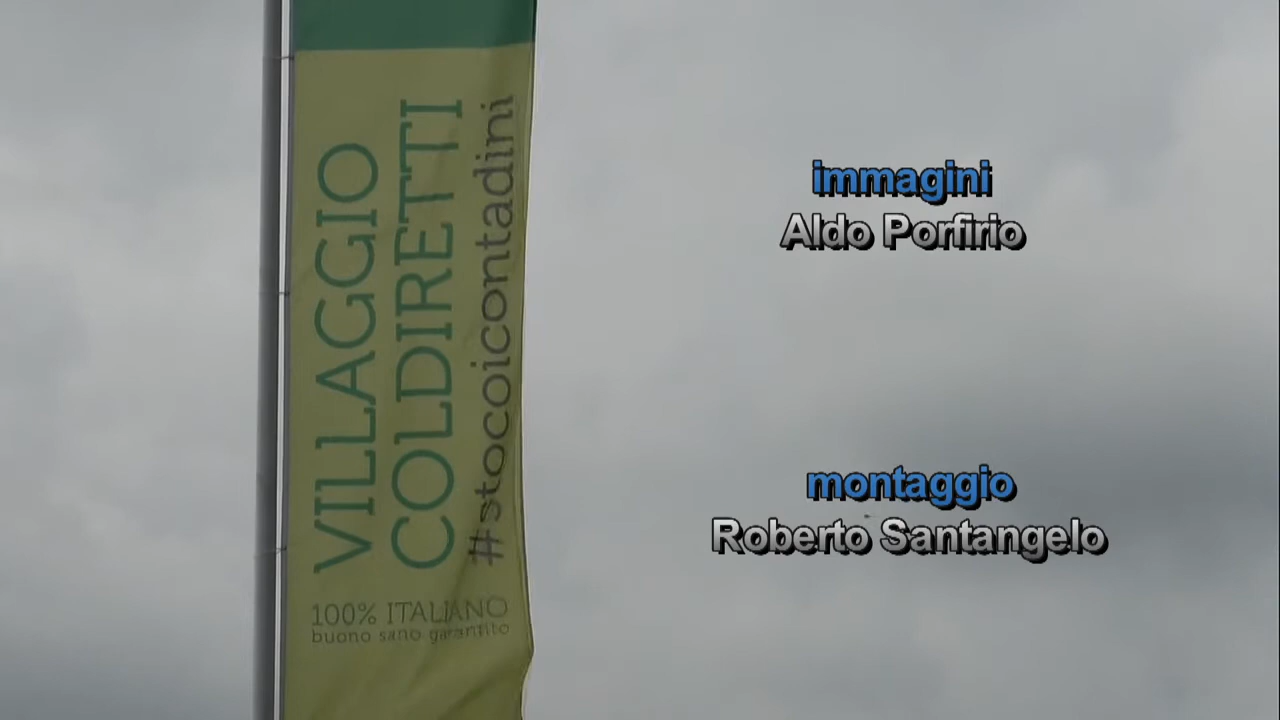 VILLAGGIO
COLDIRETTI
#stocoicontadini
100% ITALIANO
buono sano garantito
immagini
Aldo Porfirio
montaggio
Roberto Santangelo